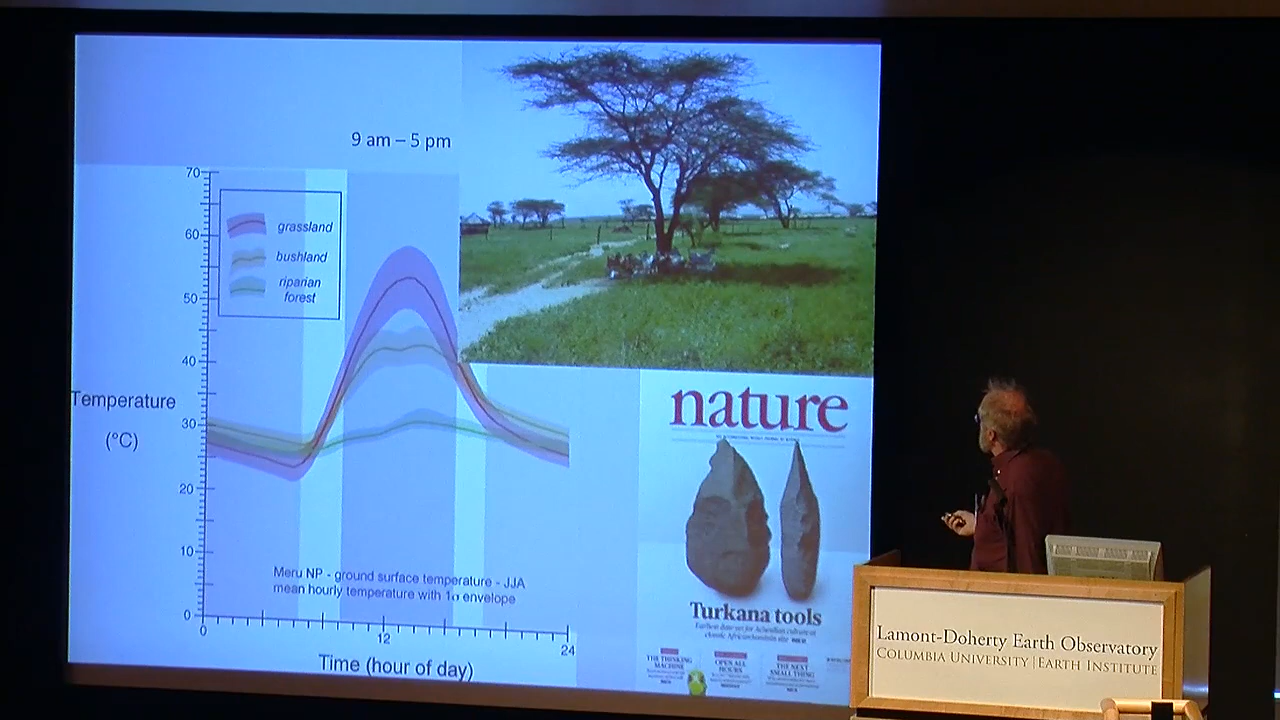 9 am – 5 pm
70
60
50
40
30
20
10
0
grassland
bushland
riparian
forest
Temperature
(°C)
Meru NP - ground surface temperature - JJA
mean hourly temperature with 1σ envelope
0
12
24
Time (hour of day)
nature
Turkana tools
THE THINKING
MACHINE
OPEN ALL
HOURS
THE NEXT
SMALL THING
Lamont-Doherty Earth Observatory
COLUMBIA UNIVERSITY | EARTH INSTITUTE